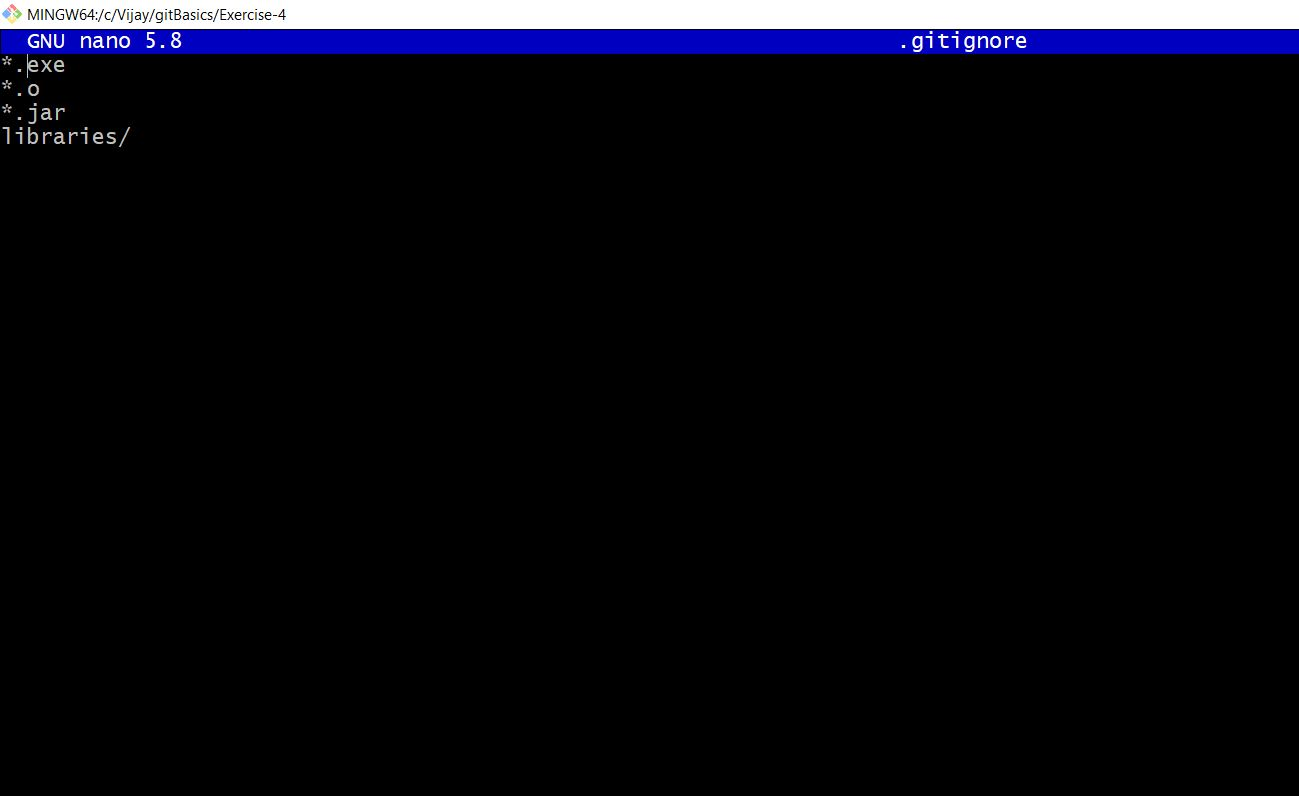 MINGW64:/c/Vijay/gitBasics/Exercise-4
GNU nano 5.8 .gitignore
*.exe
*.o
*.jar
libraries/